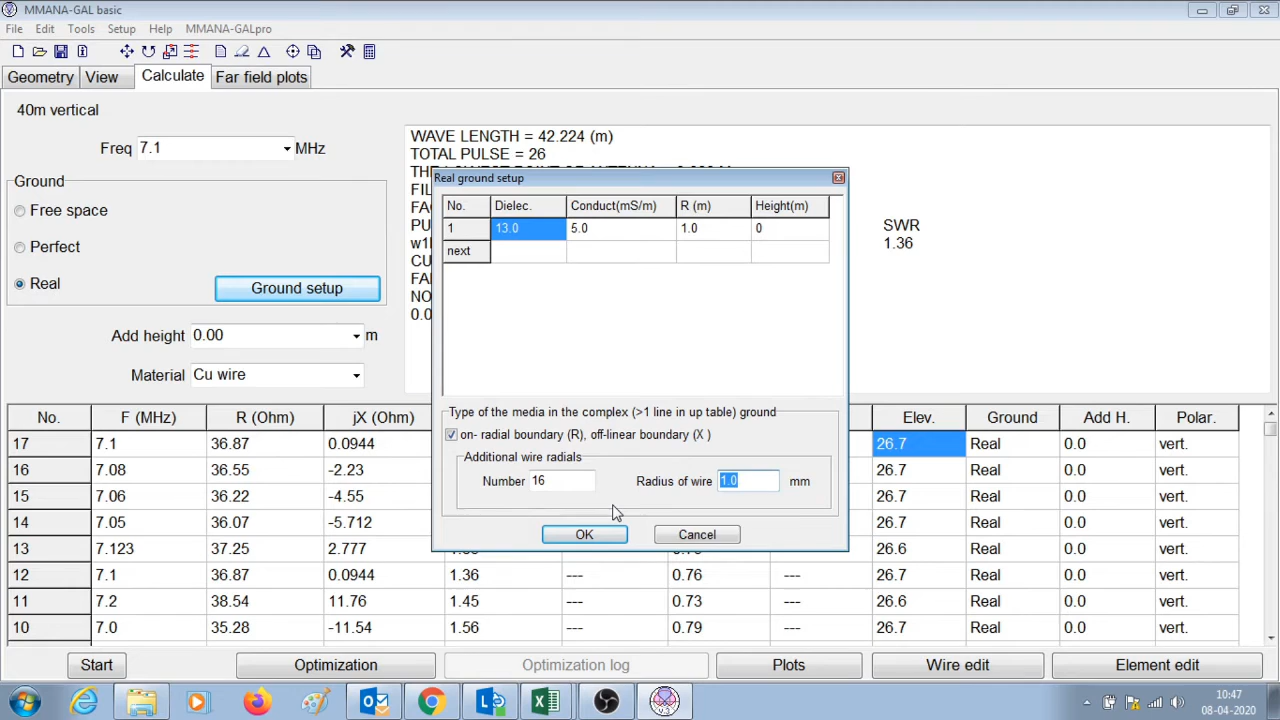 MMANA-GAL basic
File Edit Tools Setup Help MMANA-GALpro
Geometry View Calculate Far field plots
40m vertical
Freq 7.1 MHz
Ground
Free space
Perfect
Real
Ground setup
Add height 0.00 m
Material Cu wire
WAVE LENGTH = 42.224 (m)
TOTAL PULSE = 26
FIL
FA
PU
SWR
w1
1.36
CU
FA
NO
0.0
Real ground setup
No. Dielec. Conduct(mS/m) R (m) Height(m)
1 13.0 5.0 1.0 0
next
Type of the media in the complex (>1 line in up table) ground
on- radial boundary (R), off-linear boundary (X )
Additional wire radials
Number 16 Radius of wire 1.0 mm
OK Cancel
No. F (MHz) R (Ohm) jX (Ohm) Elev. Ground Add H. Polar.
17 7.1 36.87 0.0944 26.7 Real 0.0 vert.
16 7.08 36.55 -2.23 26.7 Real 0.0 vert.
15 7.06 36.22 -4.55 26.7 Real 0.0 vert.
14 7.05 36.07 -5.712 26.7 Real 0.0 vert.
13 7.123 37.25 2.777 26.6 Real 0.0 vert.
12 7.1 36.87 0.0944 1.36 --- 0.76 --- 26.7 Real 0.0 vert.
11 7.2 38.54 11.76 1.45 --- 0.73 --- 26.6 Real 0.0 vert.
10 7.0 35.28 -11.54 1.56 --- 0.79 --- 26.7 Real 0.0 vert.
Start Optimization Optimization log Plots Wire edit Element edit
10:47
08-04-2020